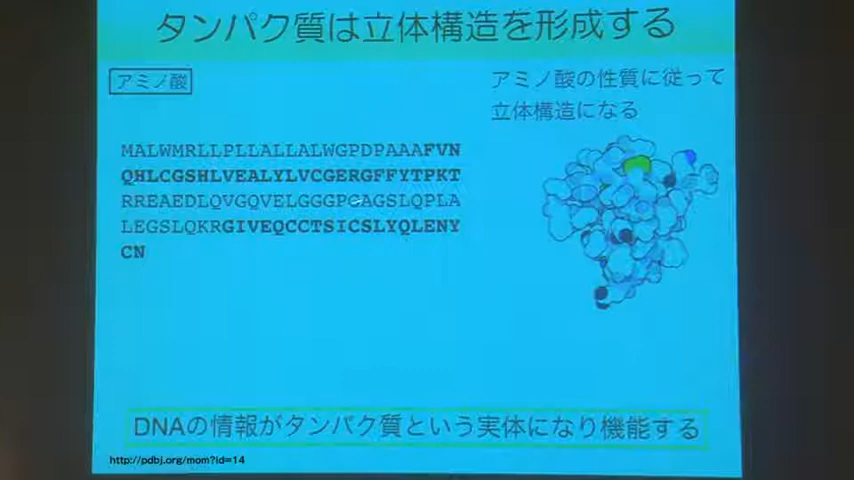 タンパク質は立体構造を形成する
アミノ酸
アミノ酸の性質に従って
立体構造になる
MALWMRLLPLLALLALWGPDPAAAFVN
QHLCGSHLVEALYLVCGERGFFYTPKT
RREAEDLQVGQVELGGGPGAGSLQPLA
LEGSLQKRGIVEQCCTSICSLYQLENY
CN
DNAの情報がタンパク質という実体になり機能する
http://pdbj.org/mom?id=14